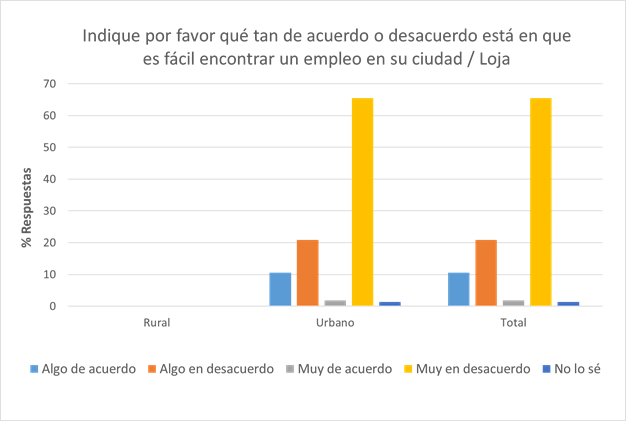 Indique por favor qué tan de acuerdo o desacuerdo está en que
es fácil encontrar un empleo en su ciudad / Loja
% Respuestas
70
60
50
40
30
20
10
0
Rural Urbano Total
Algo de acuerdo Algo en desacuerdo Muy de acuerdo Muy en desacuerdo No lo sé